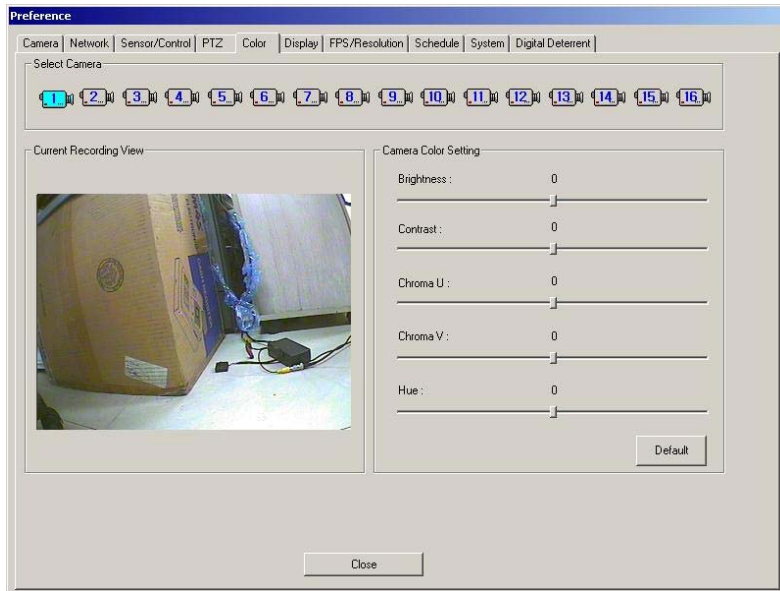 Preference
Camera Network Sensor/Control PTZ Color Display FPS/Resolution Schedule System Digital Deterrent
Select Camera
1 2 3 4 5 6 7 8 9 10 11 12 13 14 15 16
Current Recording View
Camera Color Setting
Brightness : 0
Contrast : 0
Chroma U : 0
Chroma V : 0
Hue : 0
Default
Close